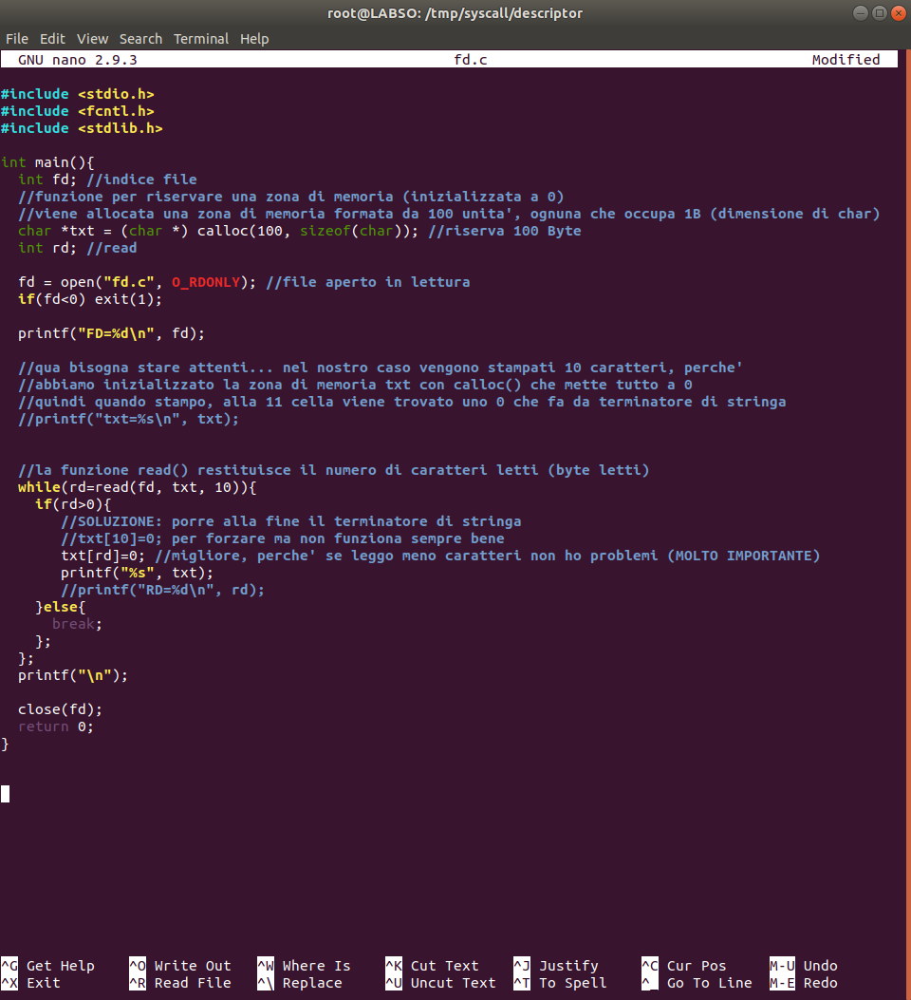 root@LABSO: /tmp/syscall/descriptor
File Edit View Search Terminal Help
GNU nano 2.9.3 fd.c Modified
#include <stdio.h>
#include <fcntl.h>
#include <stdlib.h>
int main(){
int fd; //indice file
//funzione per riservare una zona di memoria (inizializzata a 0)
//viene allocata una zona di memoria formata da 100 unita', ognuna che occupa 1B (dimensione di char)
char *txt = (char *) calloc(100, sizeof(char)); //riserva 100 Byte
int rd; //read
fd = open("fd.c", O_RDONLY); //file aperto in lettura
if(fd<0) exit(1);
printf("FD=%d\n", fd);
//qua bisogna stare attenti... nel nostro caso vengono stampati 10 caratteri, perche'
//abbiamo inizializzato la zona di memoria txt con calloc() che mette tutto a 0
//quindi quando stampo, alla 11 cella viene trovato uno 0 che fa da terminatore di stringa
//printf("txt=%s\n", txt);
//la funzione read() restituisce il numero di caratteri letti (byte letti)
while(rd=read(fd, txt, 10)){
if(rd>0){
//SOLUZIONE: porre alla fine il terminatore di stringa
//txt[10]=0; per forzare ma non funziona sempre bene
txt[rd]=0; //migliore, perche' se leggo meno caratteri non ho problemi (MOLTO IMPORTANTE)
printf("%s", txt);
//printf("RD=%d\n", rd);
}else{
break;
};
};
printf("\n");
close(fd);
return 0;
}
^G Get Help ^O Write Out ^W Where Is ^K Cut Text ^J Justify ^C Cur Pos M-U Undo
^X Exit ^R Read File ^\ Replace ^U Uncut Text ^T To Spell ^_ Go To Line M-E Redo